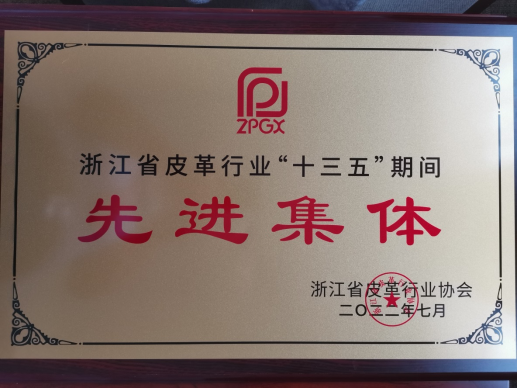 ZPGX
浙江省皮革行业“十三五”期间
先进集体
浙江省皮革行业协会
二〇二二年七月